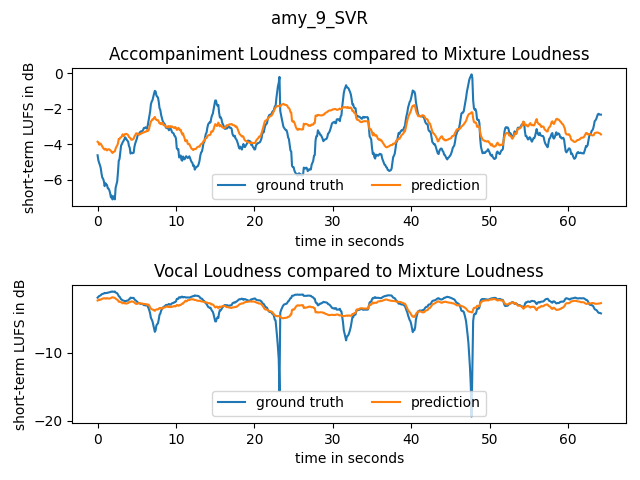 amy_9_SVR
Accompaniment Loudness compared to Mixture Loudness
short-term LUFS in dB
0
−2
−4
−6
ground truth
prediction
0
10
20
30
40
50
60
time in seconds
Vocal Loudness compared to Mixture Loudness
short-term LUFS in dB
−10
−20
ground truth
prediction
0
10
20
30
40
50
60
time in seconds